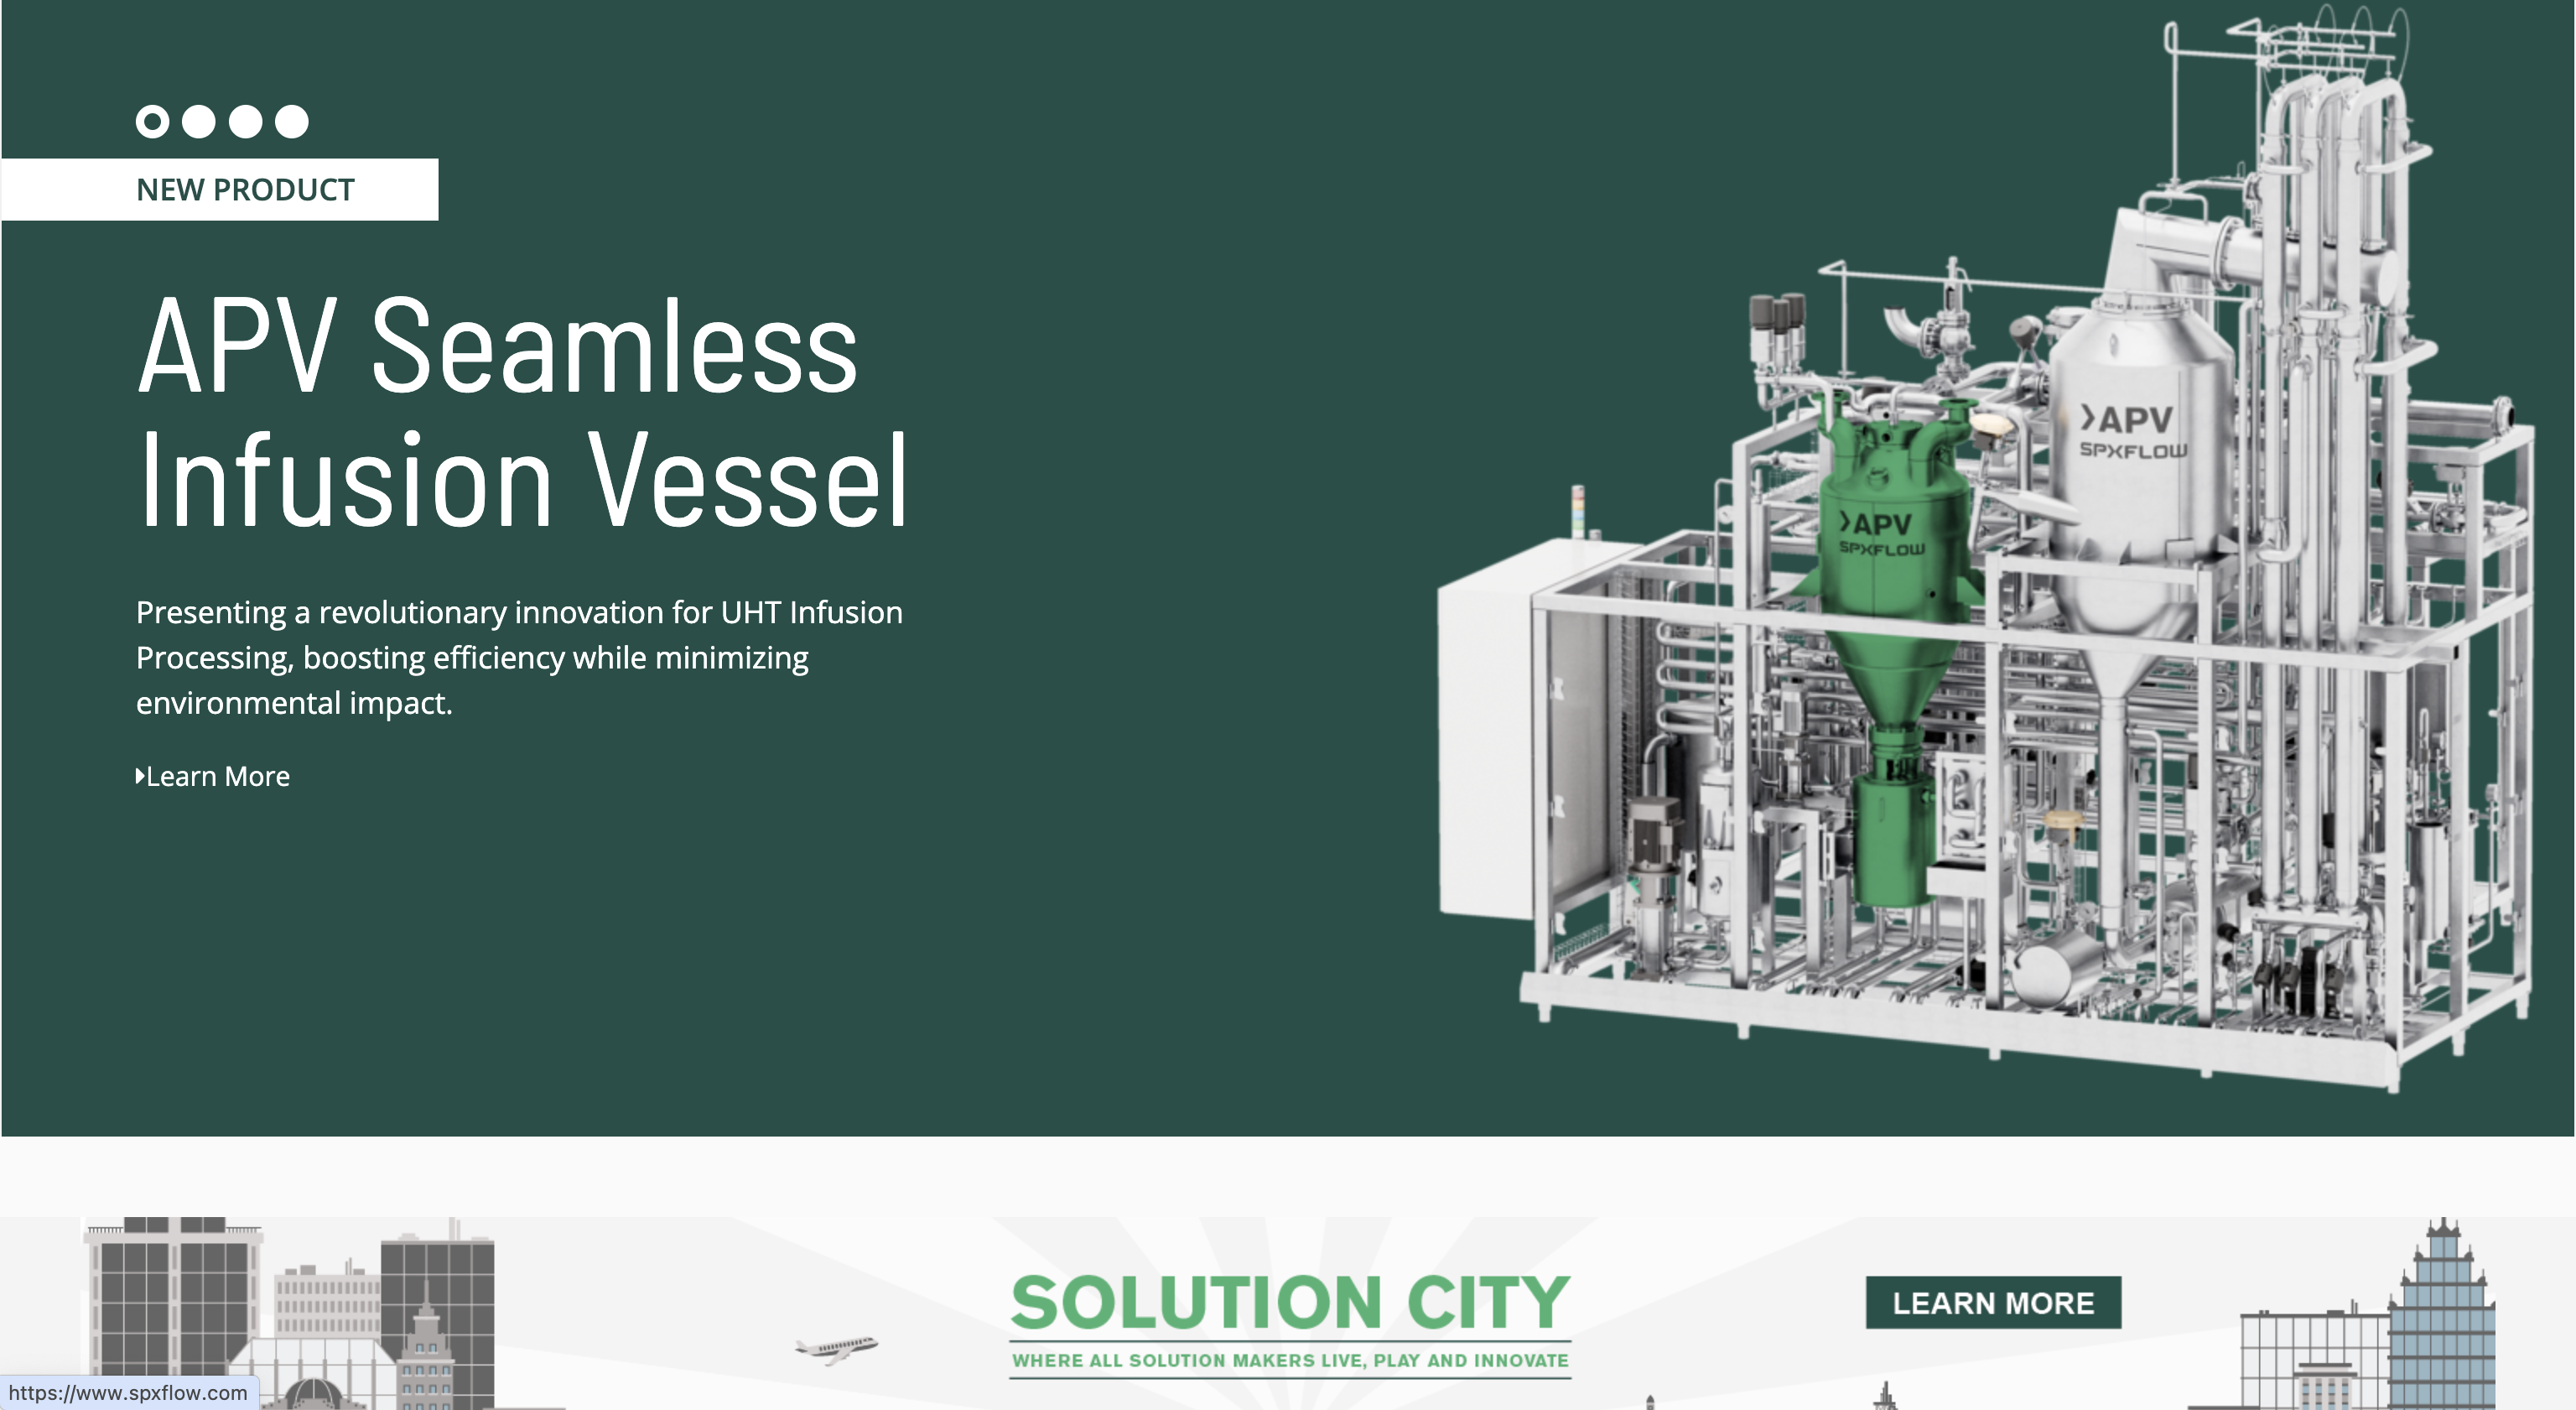 NEW PRODUCT
APV Seamless
Infusion Vessel
Presenting a revolutionary innovation for UHT Infusion
Processing, boosting efficiency while minimizing
environmental impact.
Learn More
APV
SPXFLOW
APV
SPXFLOW
SOLUTION CITY
WHERE ALL SOLUTION MAKERS LIVE, PLAY AND INNOVATE
LEARN MORE
https://www.spxflow.com